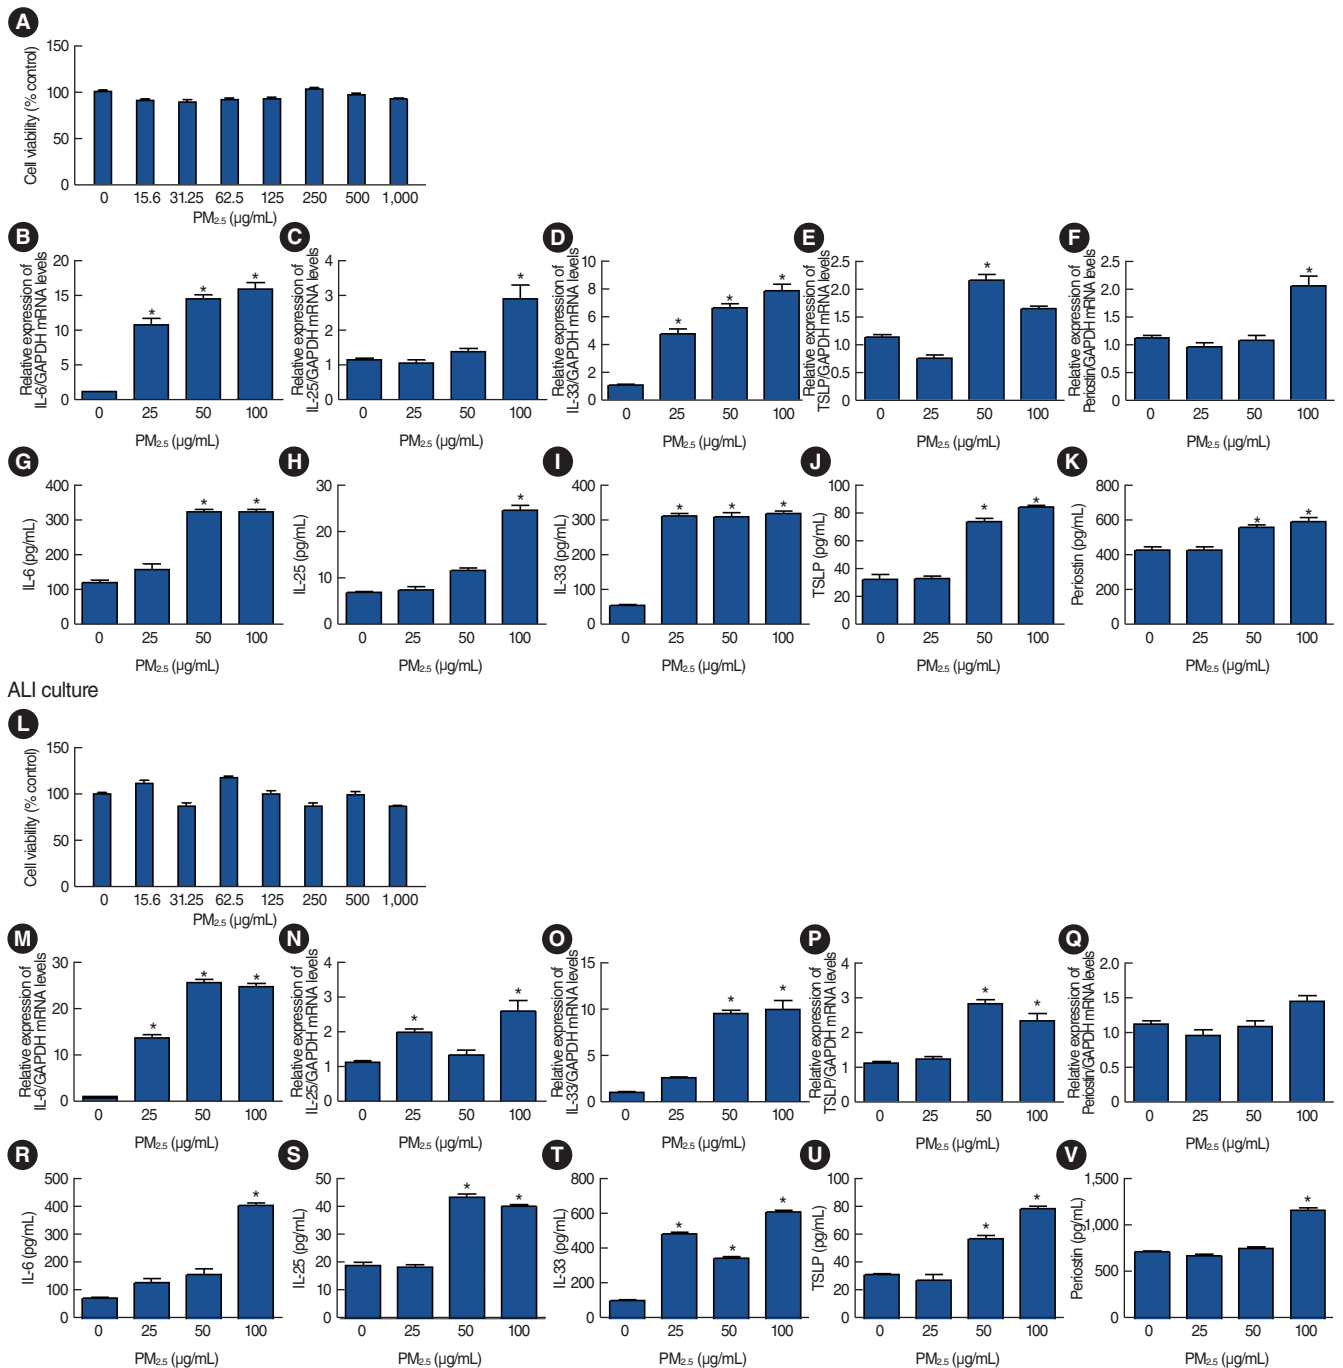 A
Cell viability (% control)
150
100
50
0
0 15.6 31.25 62.5 125 250 500 1,000
PM2.5 (µg/mL)
B
Relative expression of
IL-6/GAPDH mRNA levels
20
15
10
5
0
* * *
0 25 50 100
PM2.5 (µg/mL)
C
Relative expression of
IL-25/GAPDH mRNA levels
4
3
2
1
0
*
0 25 50 100
PM2.5 (µg/mL)
D
Relative expression of
IL-33/GAPDH mRNA levels
10
8
6
4
2
0
* * *
0 25 50 100
PM2.5 (µg/mL)
E
Relative expression of
TSLP/GAPDH mRNA levels
2.5
2.0
1.5
1.0
0.5
0
*
0 25 50 100
PM2.5 (µg/mL)
F
Relative expression of
Periostin/GAPDH mRNA levels
2.5
2.0
1.5
1.0
0.5
0
*
0 25 50 100
PM2.5 (µg/mL)
G
IL-6 (pg/mL)
400
300
200
100
0
* *
0 25 50 100
PM2.5 (µg/mL)
H
IL-25 (pg/mL)
30
20
10
0
*
0 25 50 100
PM2.5 (µg/mL)
I
IL-33 (pg/mL)
400
300
200
100
0
* * *
0 25 50 100
PM2.5 (µg/mL)
J
TSLP (pg/mL)
100
80
60
40
20
0
* *
0 25 50 100
PM2.5 (µg/mL)
K
Periostin (pg/mL)
800
600
400
200
0
* *
0 25 50 100
PM2.5 (µg/mL)
ALI culture
L
Cell viability (% control)
150
100
50
0
0 15.6 31.25 62.5 125 250 500 1,000
PM2.5 (µg/mL)
M
Relative expression of
IL-6/GAPDH mRNA levels
30
20
10
0
* * *
0 25 50 100
PM2.5 (µg/mL)
N
Relative expression of
IL-25/GAPDH mRNA levels
4
3
2
1
0
* *
0 25 50 100
PM2.5 (µg/mL)
O
Relative expression of
IL-33/GAPDH mRNA levels
15
10
5
0
* *
0 25 50 100
PM2.5 (µg/mL)
P
Relative expression of
TSLP/GAPDH mRNA levels
4
3
2
1
0
* *
0 25 50 100
PM2.5 (µg/mL)
Q
Relative expression of
Periostin/GAPDH mRNA levels
2.0
1.5
1.0
0.5
0
0 25 50 100
PM2.5 (µg/mL)
R
IL-6 (pg/mL)
500
400
300
200
100
0
*
0 25 50 100
PM2.5 (µg/mL)
S
IL-25 (pg/mL)
50
40
30
20
10
0
* *
0 25 50 100
PM2.5 (µg/mL)
T
IL-33 (pg/mL)
800
600
400
200
0
* * *
0 25 50 100
PM2.5 (µg/mL)
U
TSLP (pg/mL)
100
80
60
40
20
0
* *
0 25 50 100
PM2.5 (µg/mL)
V
Periostin (pg/mL)
1,500
1,000
500
0
*
0 25 50 100
PM2.5 (µg/mL)